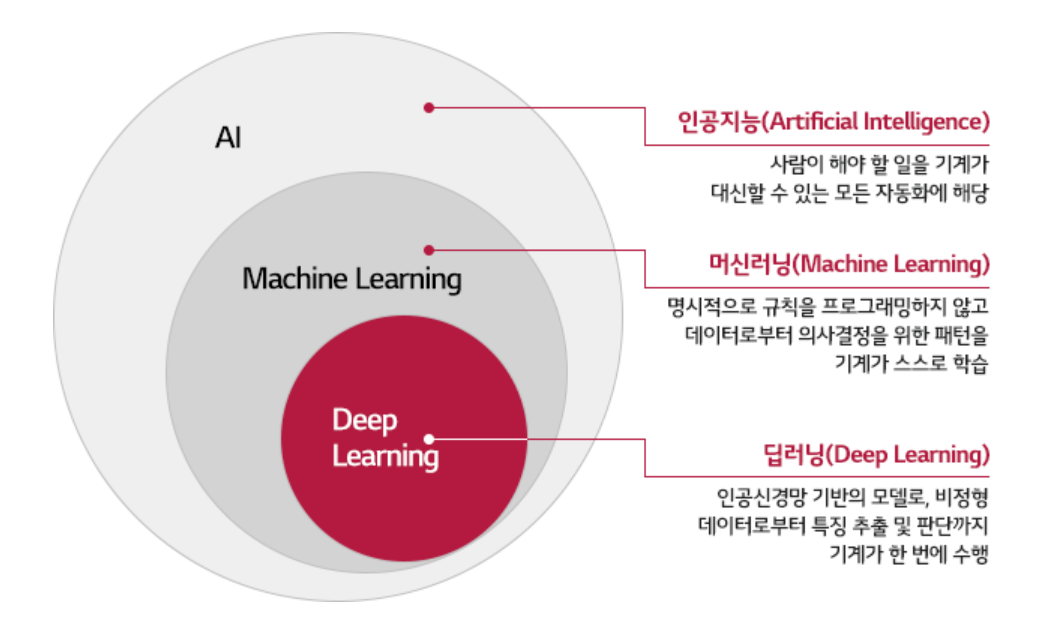 AI
인공지능(Artificial Intelligence)
사람이 해야 할 일을 기계가
대신할 수 있는 모든 자동화에 해당
Machine Learning
머신러닝(Machine Learning)
명시적으로 규칙을 프로그래밍하지 않고
데이터로부터 의사결정을 위한 패턴을
기계가 스스로 학습
Deep
Learning
딥러닝(Deep Learning)
인공신경망 기반의 모델로, 비정형
데이터로부터 특징 추출 및 판단까지
기계가 한 번에 수행